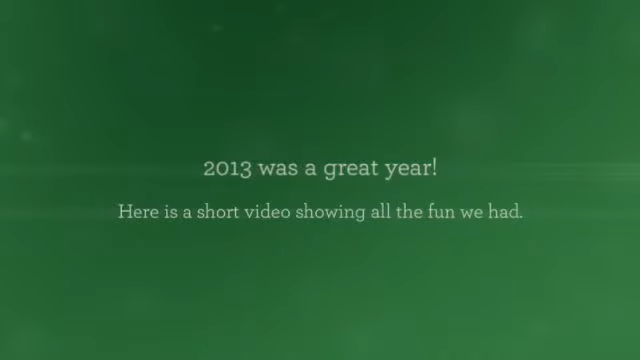 2013 was a great year!
Here is a short video showing all the fun we had.